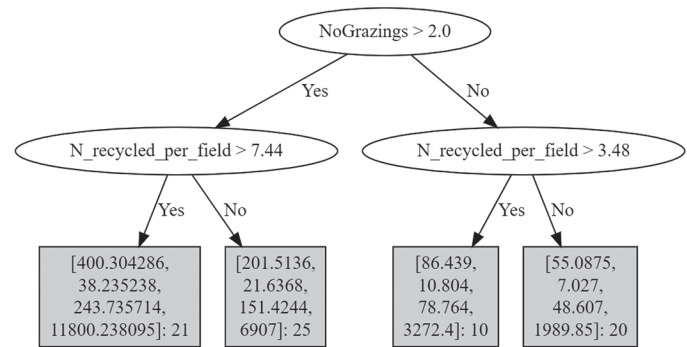 NoGrazings > 2.0
Yes
No
N_recycled_per_field > 7.44
N_recycled_per_field > 3.48
Yes
No
Yes
No
[400.304286,
38.235238,
243.735714,
11800.238095]: 21
[201.5136,
21.6368,
151.4244,
6907]: 25
[86.439,
10.804,
78.764,
3272.4]: 10
[55.0875,
7.027,
48.607,
1989.85]: 20